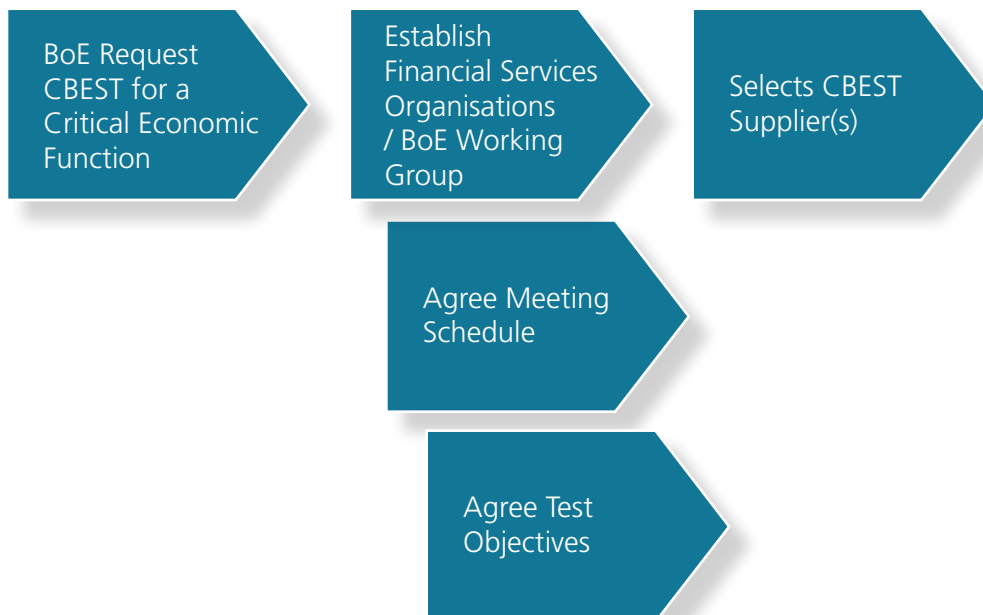 BoE Request
CBEST for a
Critical Economic
Function
Establish
Financial Services
Organisations
/ BoE Working
Group
Selects CBEST
Supplier(s)
Agree Meeting
Schedule
Agree Test
Objectives